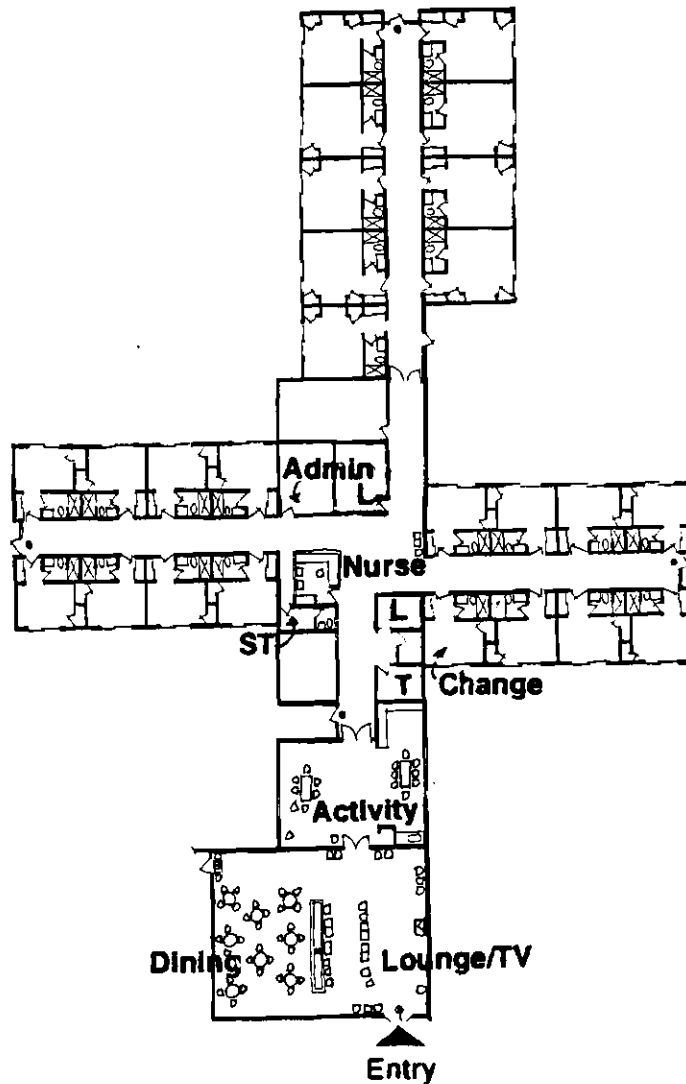 Admin
L
Nurse
L
ST
T
Change
Activity
Dining
Lounge/TV
Entry